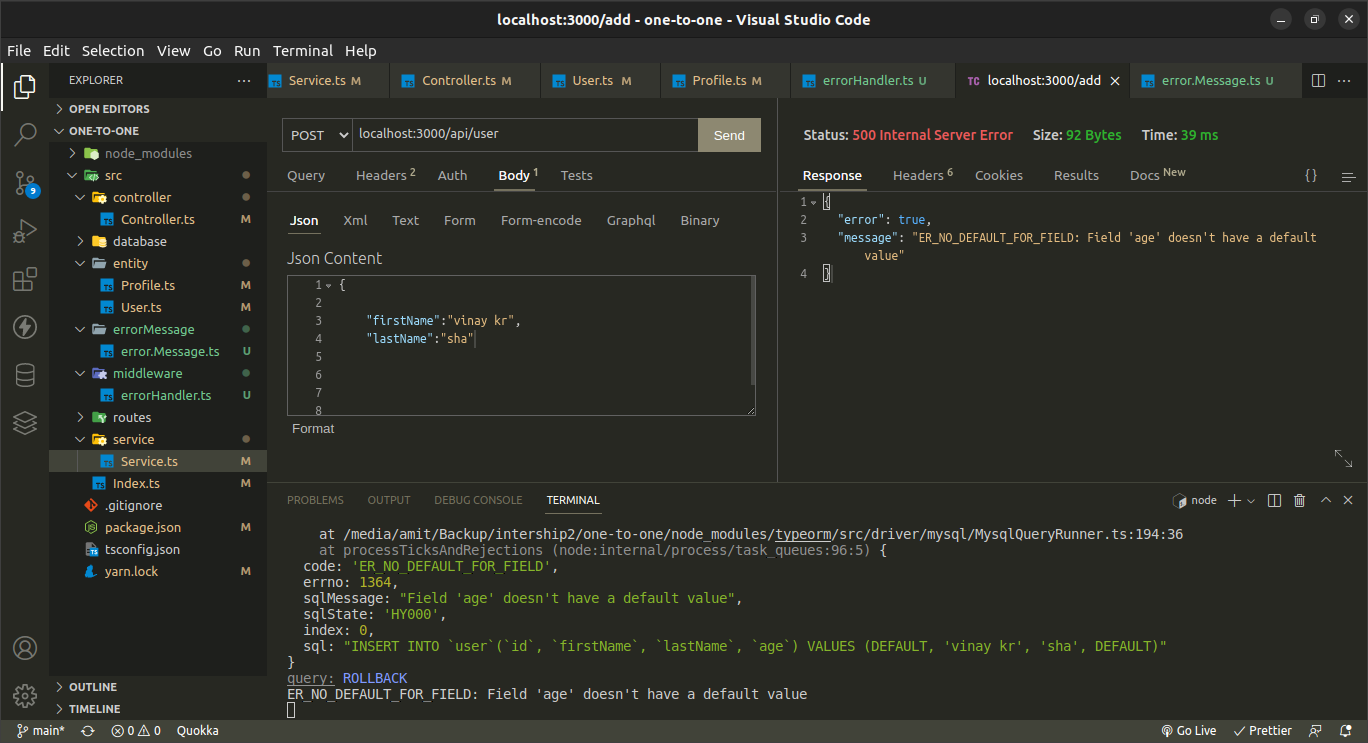 localhost:3000/add - one-to-one - Visual Studio Code
File Edit Selection View Go Run Terminal Help
EXPLORER
OPEN EDITORS
ONE-TO-ONE
node_modules
src
controller
Controller.ts M
database
entity
Profile.ts M
User.ts M
errorMessage
error.Message.ts U
middleware
errorHandler.ts U
routes
service
Service.ts M
Index.ts M
.gitignore
package.json M
tsconfig.json
yarn.lock M
OUTLINE
TIMELINE
9
Service.ts M Controller.ts M User.ts M Profile.ts M errorHandler.ts U TC localhost:3000/add error.Message.ts U
POST localhost:3000/api/user Send
Query Headers 2 Auth Body 1 Tests
Json Xml Text Form Form-encode Graphql Binary
Json Content
1 {
2
3 "firstName":"vinay kr",
4 "lastName":"sha"
5
6
7
8
Format
Status: 500 Internal Server Error Size: 92 Bytes Time: 39 ms
Response Headers 6 Cookies Results Docs New {}
1 {
2 "error": true,
3 "message": "ER_NO_DEFAULT_FOR_FIELD: Field 'age' doesn't have a default
value"
4 }
PROBLEMS OUTPUT DEBUG CONSOLE TERMINAL node
at /media/amit/Backup/intership2/one-to-one/node_modules/typeorm/src/driver/mysql/MysqlQueryRunner.ts:194:36
at processTicksAndRejections (node:internal/process/task_queues:96:5) {
code: 'ER_NO_DEFAULT_FOR_FIELD',
errno: 1364,
sqlMessage: "Field 'age' doesn't have a default value",
sqlState: 'HY000',
index: 0,
sql: "INSERT INTO `user`(`id`, `firstName`, `lastName`, `age`) VALUES (DEFAULT, 'vinay kr', 'sha', DEFAULT)"
}
query: ROLLBACK
ER_NO_DEFAULT_FOR_FIELD: Field 'age' doesn't have a default value
main* 0 0 Quokka Go Live Prettier